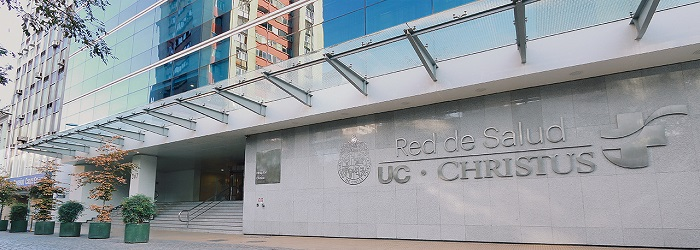 Red de Salud
UC · CHRISTUS